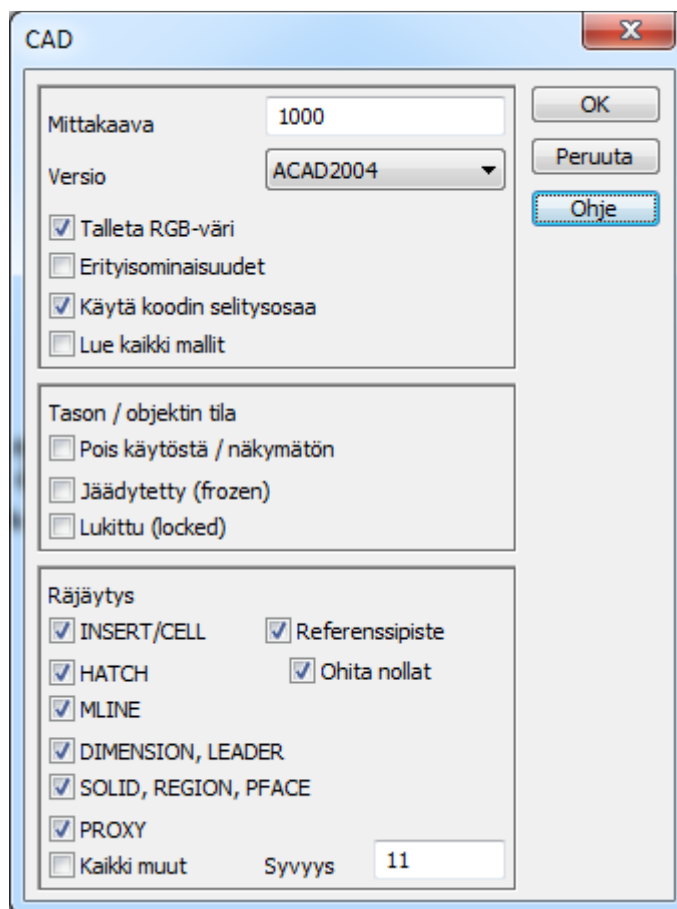 CAD
Mittakaava 1000
OK
Versio ACAD2004
Peruuta
Ohje
Talleta RGB-väri
Erityisominaisuudet
Käytä koodin selitysosaa
Lue kaikki mallit
Tason / objektin tila
Pois käytöstä / näkymätön
Jäädytetty (frozen)
Lukittu (locked)
Räjäytys
INSERT/CELL Referenssipiste
HATCH Ohita nollat
MLINE
DIMENSION, LEADER
SOLID, REGION, PFACE
PROXY
Kaikki muut Syvyys 11